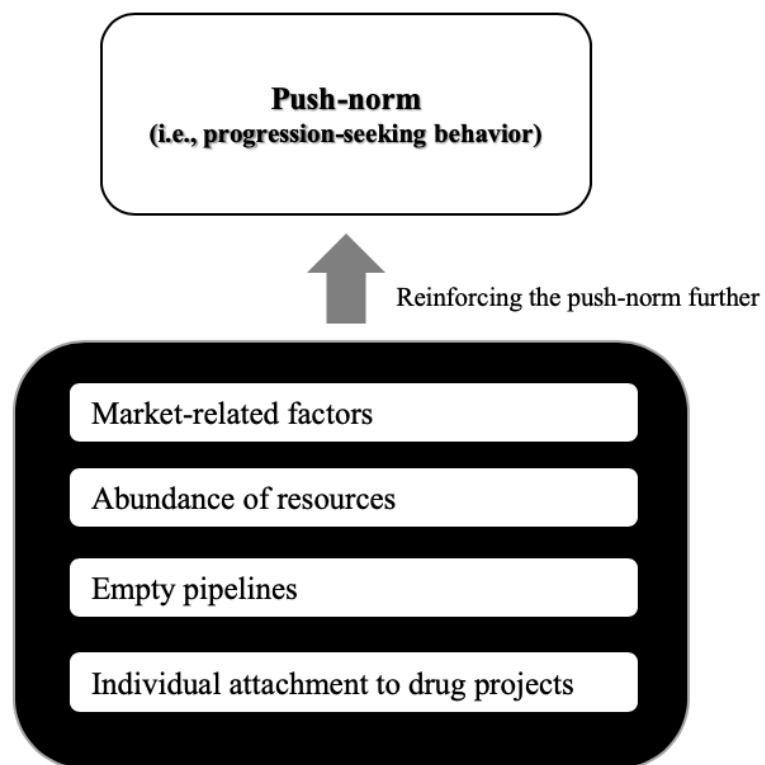 Push-norm
(i.e., progression-seeking behavior)
Reinforcing the push-norm further
Market-related factors
Abundance of resources
Empty pipelines
Individual attachment to drug projects